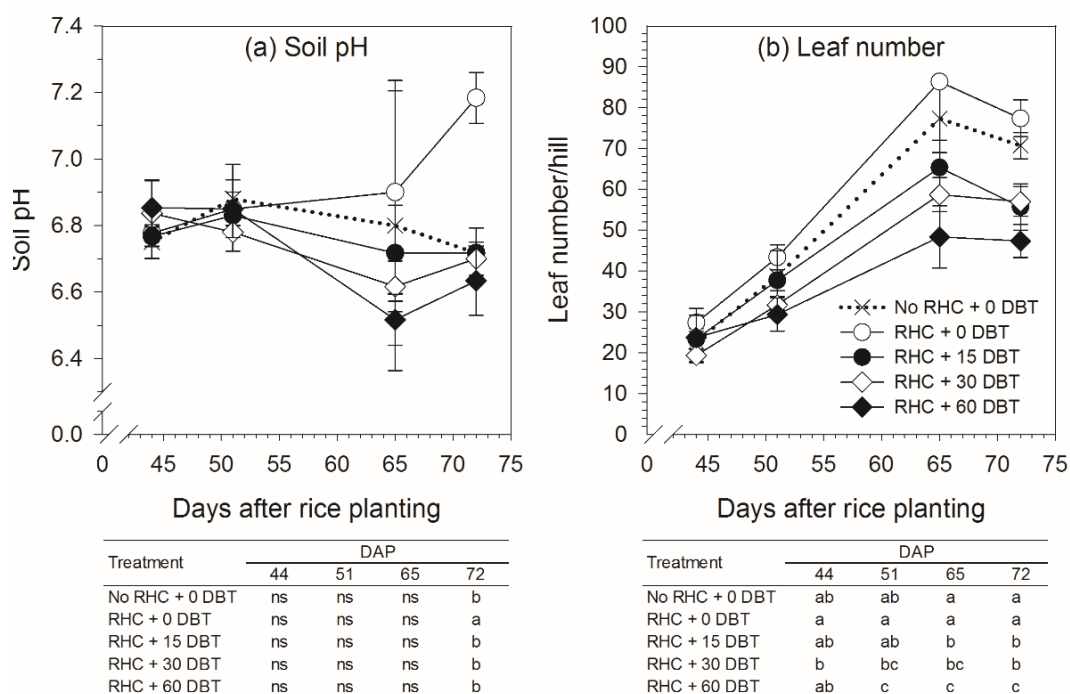 (a) Soil pH
7.4
7.2
7.0
6.8
6.6
6.4
0.0
Soil pH
0 45 50 55 60 65 70 75
Days after rice planting
(b) Leaf number
100
90
80
70
60
50
40
30
20
10
0
Leaf number/hill
No RHC + 0 DBT
RHC + 0 DBT
RHC + 15 DBT
RHC + 30 DBT
RHC + 60 DBT
0 45 50 55 60 65 70 75
Days after rice planting
Treatment DAP
44 51 65 72
No RHC + 0 DBT ns ns ns b
RHC + 0 DBT ns ns ns a
RHC + 15 DBT ns ns ns b
RHC + 30 DBT ns ns ns b
RHC + 60 DBT ns ns ns b
Treatment DAP
44 51 65 72
No RHC + 0 DBT ab ab a a
RHC + 0 DBT a a a a
RHC + 15 DBT ab ab b b
RHC + 30 DBT b bc bc b
RHC + 60 DBT ab c c c